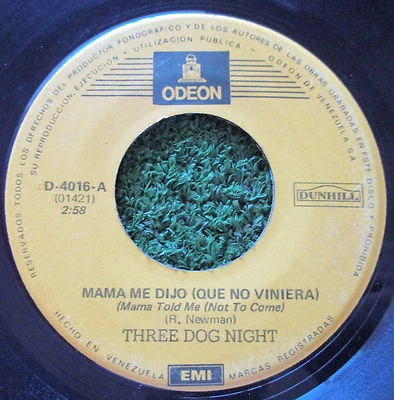 RESERVADOS TODOS LOS DERECHOS DEL PRODUCTOR FONOGRAFICO Y DE LOS AUTORES DE LAS OBRAS GRABADAS EN ESTE DISCO Y PROHIBIDA
SU REPRODUCCION, EJECUCION Y UTILIZACION PUBLICA - ODEON DE VENEZUELA SA
ODEON
D-4016-A
(01421)
2:58
DUNHILL
MAMA ME DIJO (QUE NO VINIERA)
(Mama Told Me (Not To Come)
(R. Newman)
THREE DOG NIGHT
HECHO EN VENEZUELA
EMI
MARCAS REGISTRADAS